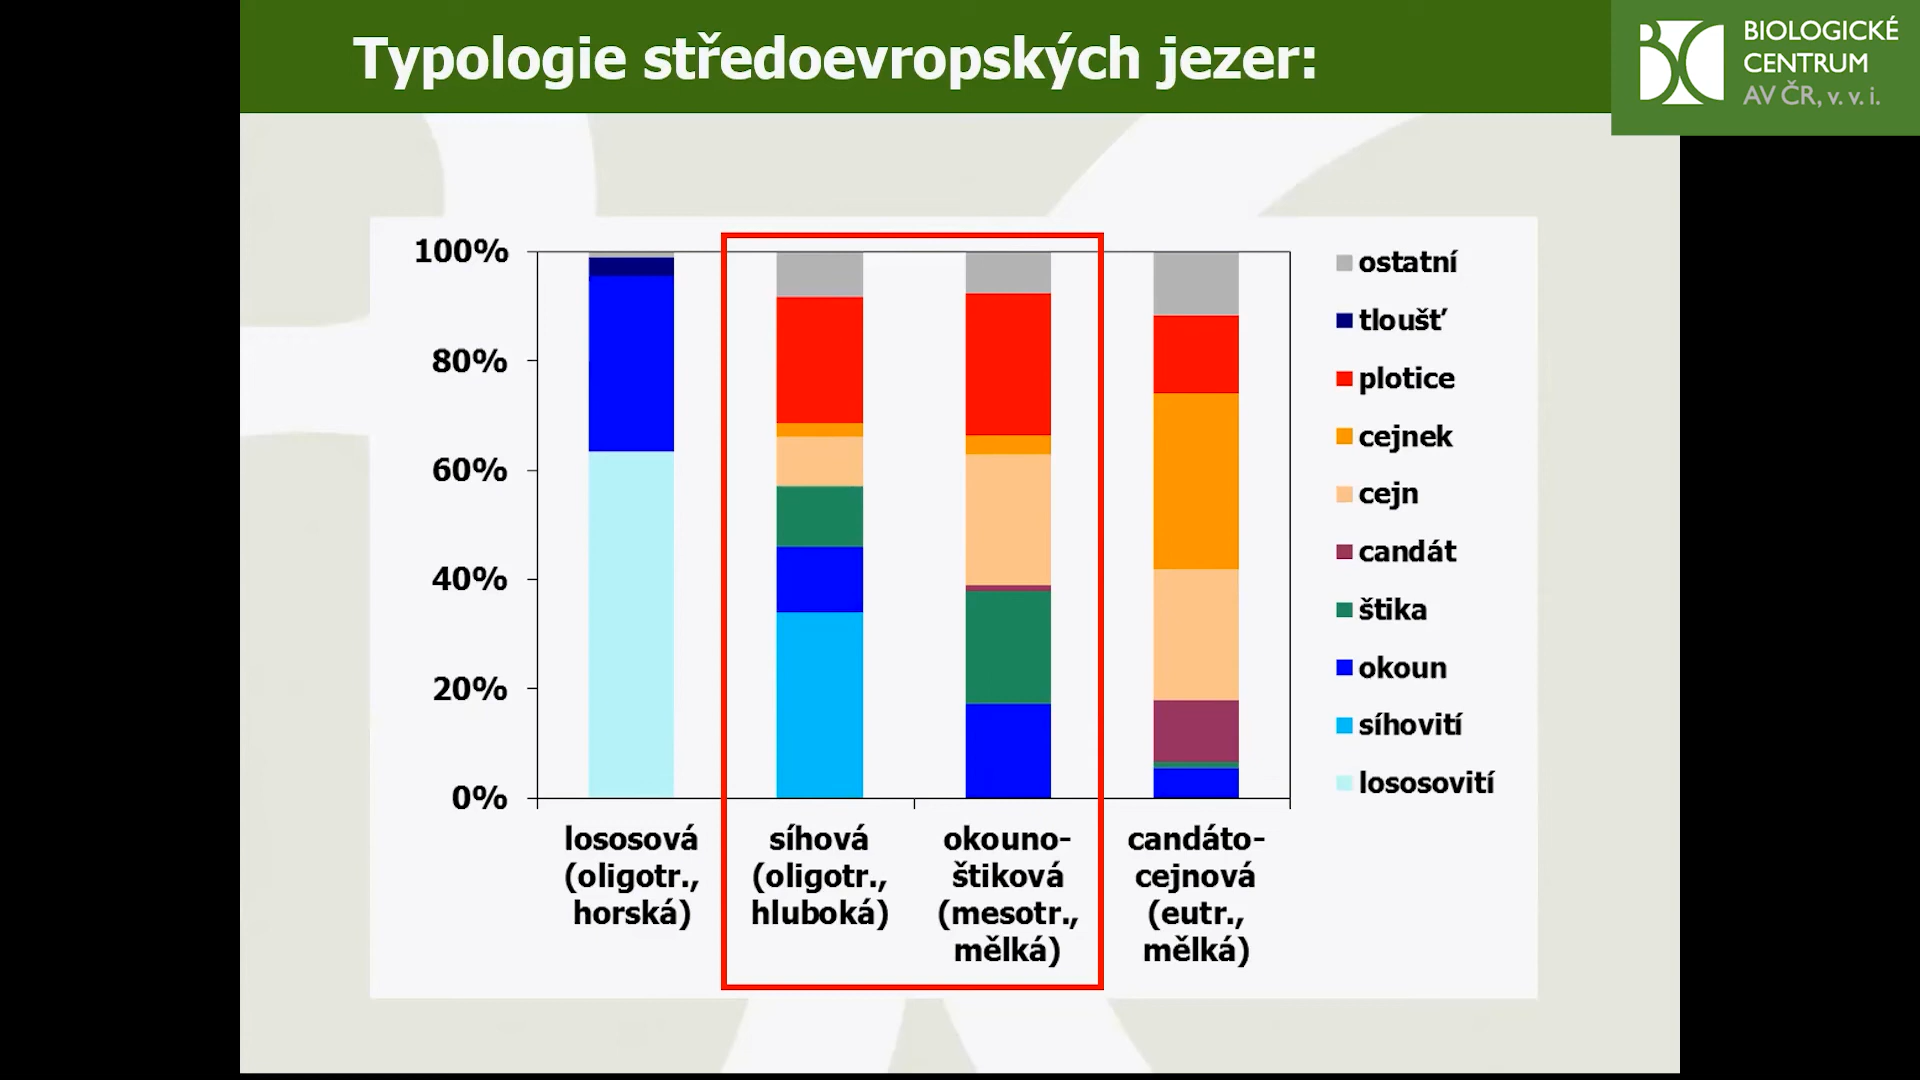 Typologie středoevropských jezer:
BIOLOGICKÉ
CENTRUM
AV ČR, v. v. i.
100%
80%
60%
40%
20%
0%
lososová
(oligotr.,
horská)
síhová
(oligotr.,
hluboká)
okouno-
štiková
(mesotr.,
mělká)
candáto-
cejnová
(eutr.,
mělká)
ostatní
tloušť
plotice
cejnek
cejn
candát
štika
okoun
síhovití
lososovití